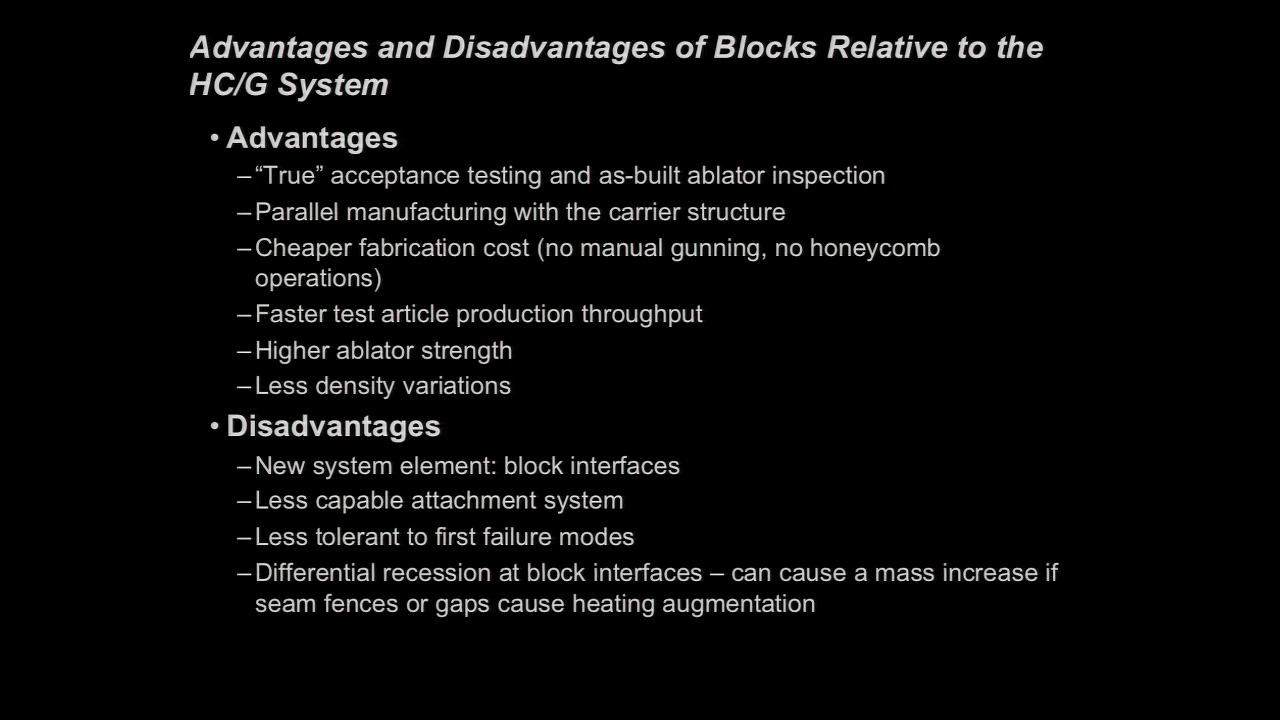 Advantages and Disadvantages of Blocks Relative to the
HC/G System
• Advantages
–“True” acceptance testing and as-built ablator inspection
–Parallel manufacturing with the carrier structure
–Cheaper fabrication cost (no manual gunning, no honeycomb
operations)
–Faster test article production throughput
–Higher ablator strength
–Less density variations
• Disadvantages
–New system element: block interfaces
–Less capable attachment system
–Less tolerant to first failure modes
–Differential recession at block interfaces – can cause a mass increase if
seam fences or gaps cause heating augmentation